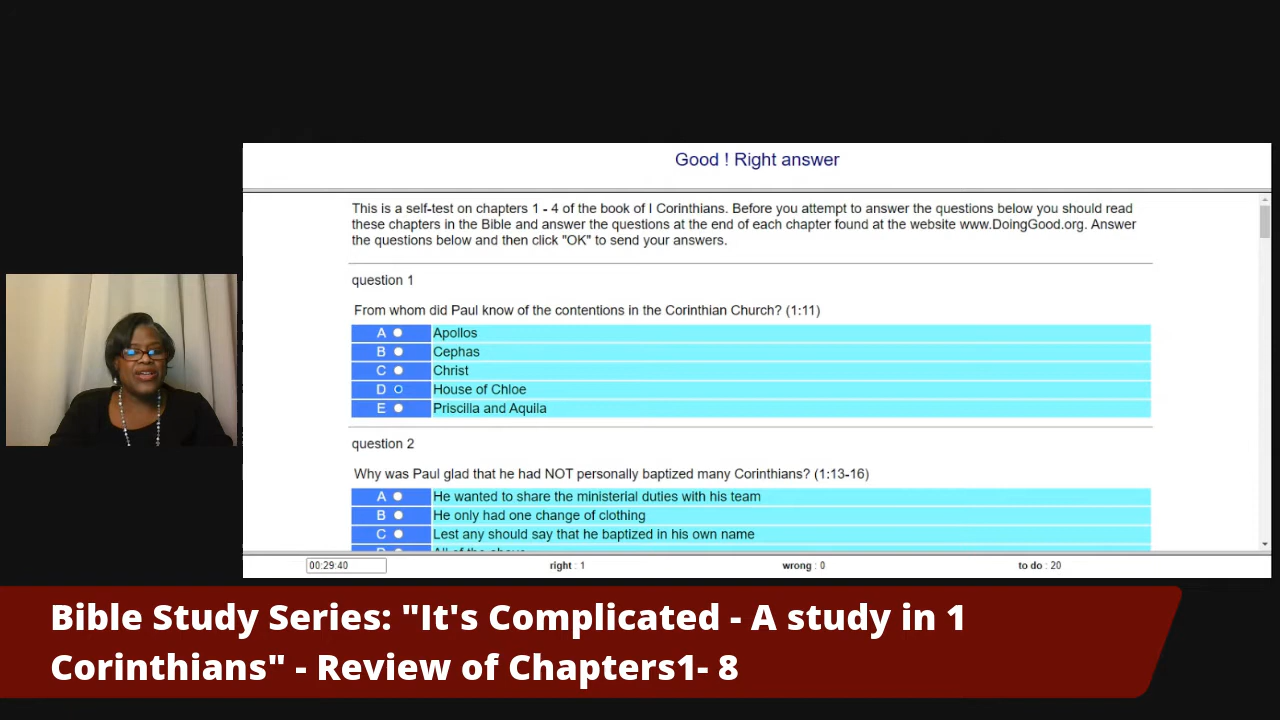 Good ! Right answer
This is a self-test on chapters 1 - 4 of the book of I Corinthians. Before you attempt to answer the questions below you should read
these chapters in the Bible and answer the questions at the end of each chapter found at the website www.DoingGood.org. Answer
the questions below and then click "OK" to send your answers.
question 1
From whom did Paul know of the contentions in the Corinthian Church? (1:11)
A Apollos
B Cephas
C Christ
D House of Chloe
E Priscilla and Aquila
question 2
Why was Paul glad that he had NOT personally baptized many Corinthians? (1:13-16)
A He wanted to share the ministerial duties with his team
B He only had one change of clothing
C Lest any should say that he baptized in his own name
D All of the above
00:29:40 right : 1 wrong : 0 to do : 20
Bible Study Series: "It's Complicated - A study in 1
Corinthians" - Review of Chapters1- 8